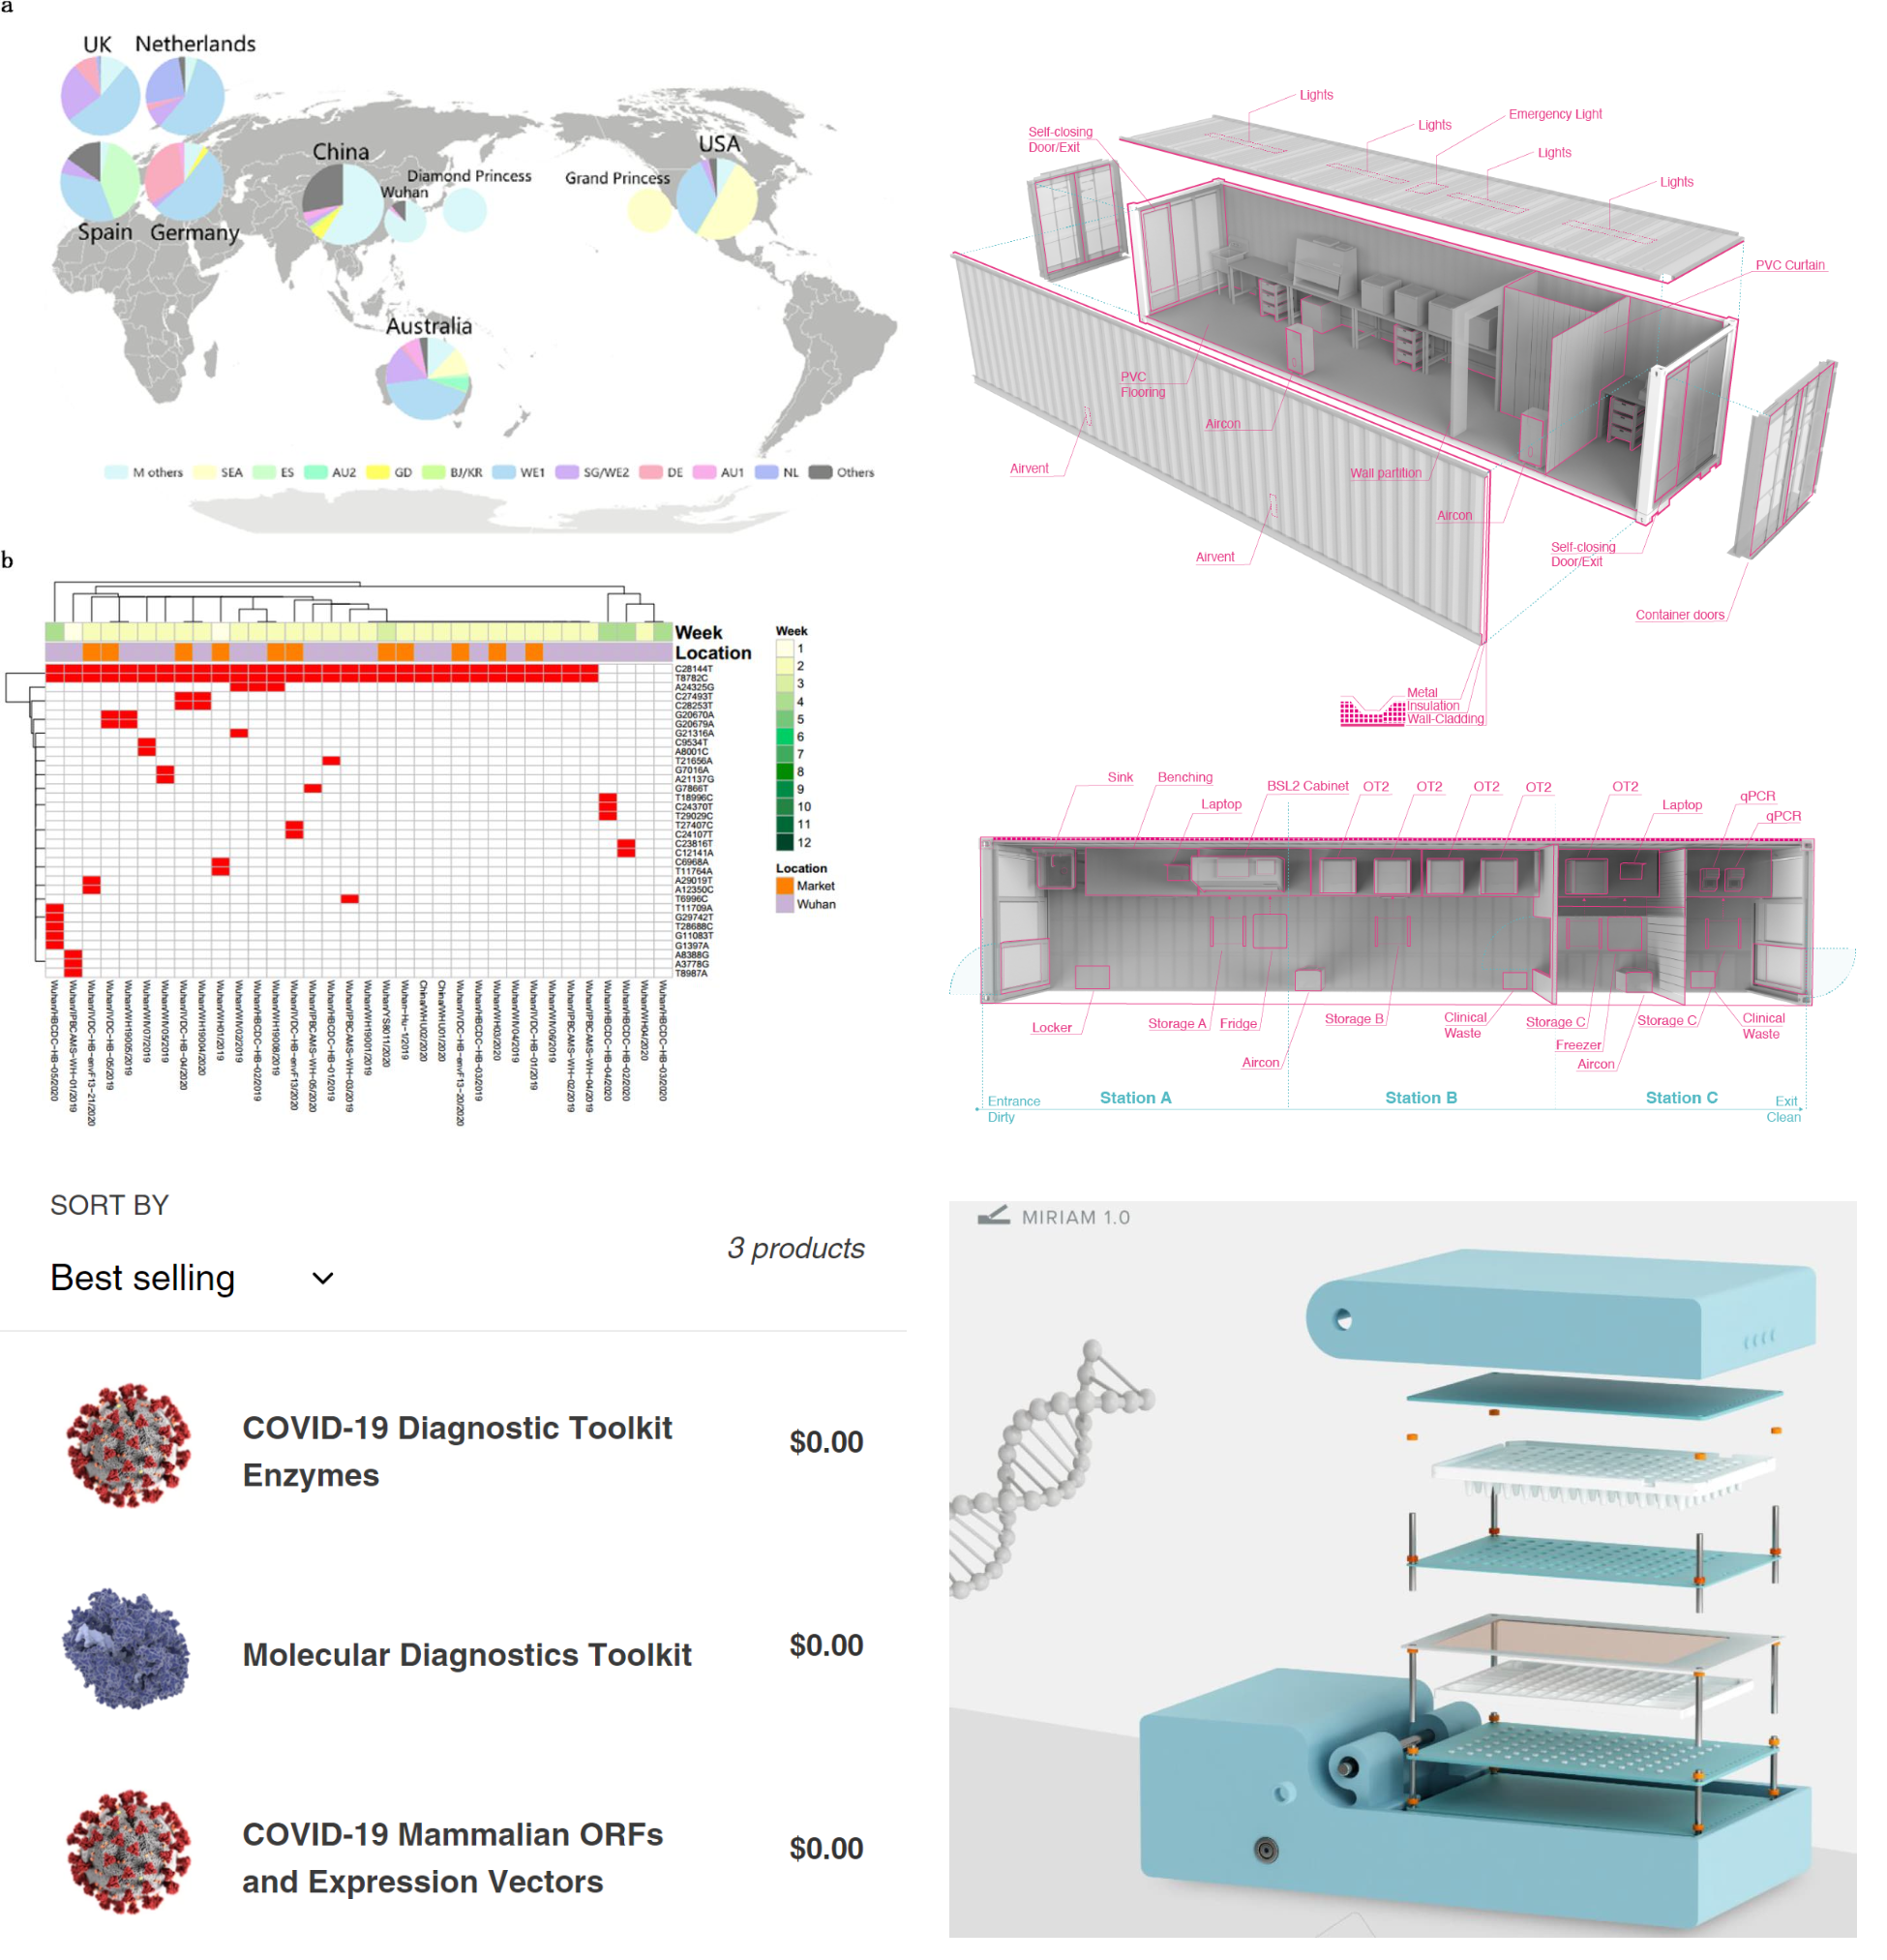 a
UK
Netherlands
Spain
Germany
China
Wuhan
Diamond Princess
Grand Princess
USA
Australia
M others
SEA
ES
AU2
GD
BJ/KR
WE1
SG/WE2
DE
AU1
NL
Others
b
Week
Location
C28144T
T8782C
A24325G
C27493T
C28253T
G20670A
G20679A
G21316A
C9534T
A8001C
T21656A
G7016A
A21137G
G7866T
T18996C
C24370T
T29029C
T27407C
C24107T
C23816T
C12141A
C6968A
T11764A
A29019T
A12350C
T6996C
T11709A
G29742T
T28688C
G11083T
G1397A
A8388G
A3778G
T8987A
Wuhan/HBCDC-HB-05/2020
Wuhan/IPBCAMS-WH-01/2019
Wuhan/IVDC-HB-envF13-21/2020
Wuhan/IVDC-HB-05/2019
Wuhan/WH19005/2019
Wuhan/WIV07/2019
Wuhan/WIV05/2019
Wuhan/IVDC-HB-04/2020
Wuhan/WH19004/2020
Wuhan/WH01/2019
Wuhan/WIV02/2019
Wuhan/HBCDC-HB-02/2019
Wuhan/WH19008/2019
Wuhan/IVDC-HB-envF13/2020
Wuhan/IPBCAMS-WH-05/2020
Wuhan/HBCDC-HB-01/2019
Wuhan/IPBCAMS-WH-03/2019
Wuhan/WH19001/2019
Wuhan/YS8011/2020
Wuhan-Hu-1/2019
China/WHU02/2020
China/WHU01/2020
Wuhan/IVDC-HB-envF13-20/2020
Wuhan/HBCDC-HB-03/2019
Wuhan/WH03/2020
Wuhan/WIV04/2019
Wuhan/IVDC-HB-01/2019
Wuhan/WIV06/2019
Wuhan/IPBCAMS-WH-02/2019
Wuhan/IPBCAMS-WH-04/2019
Wuhan/HBCDC-HB-04/2020
Wuhan/HBCDC-HB-02/2020
Wuhan/WH04/2020
Wuhan/HBCDC-HB-03/2020
Week
1
2
3
4
5
6
7
8
9
10
11
12
Location
Market
Wuhan
Lights
Emergency Light
Lights
Self-closing
Door/Exit
Lights
Lights
PVC Curtain
PVC
Flooring
Aircon
Airvent
Wall partition
Aircon
Airvent
Self-closing
Door/Exit
Container doors
Metal
Insulation
Wall-Cladding
Sink
Benching
Laptop
BSL2 Cabinet
OT2
OT2
OT2
OT2
OT2
Laptop
qPCR
qPCR
Locker
Storage A
Fridge
Aircon
Storage B
Clinical
Waste
Storage C
Freezer
Aircon
Storage C
Clinical
Waste
Entrance
Dirty
Station A
Station B
Station C
Exit
Clean
SORT BY
3 products
Best selling
COVID-19 Diagnostic Toolkit
Enzymes
$0.00
Molecular Diagnostics Toolkit
$0.00
COVID-19 Mammalian ORFs
and Expression Vectors
$0.00
MIRIAM 1.0